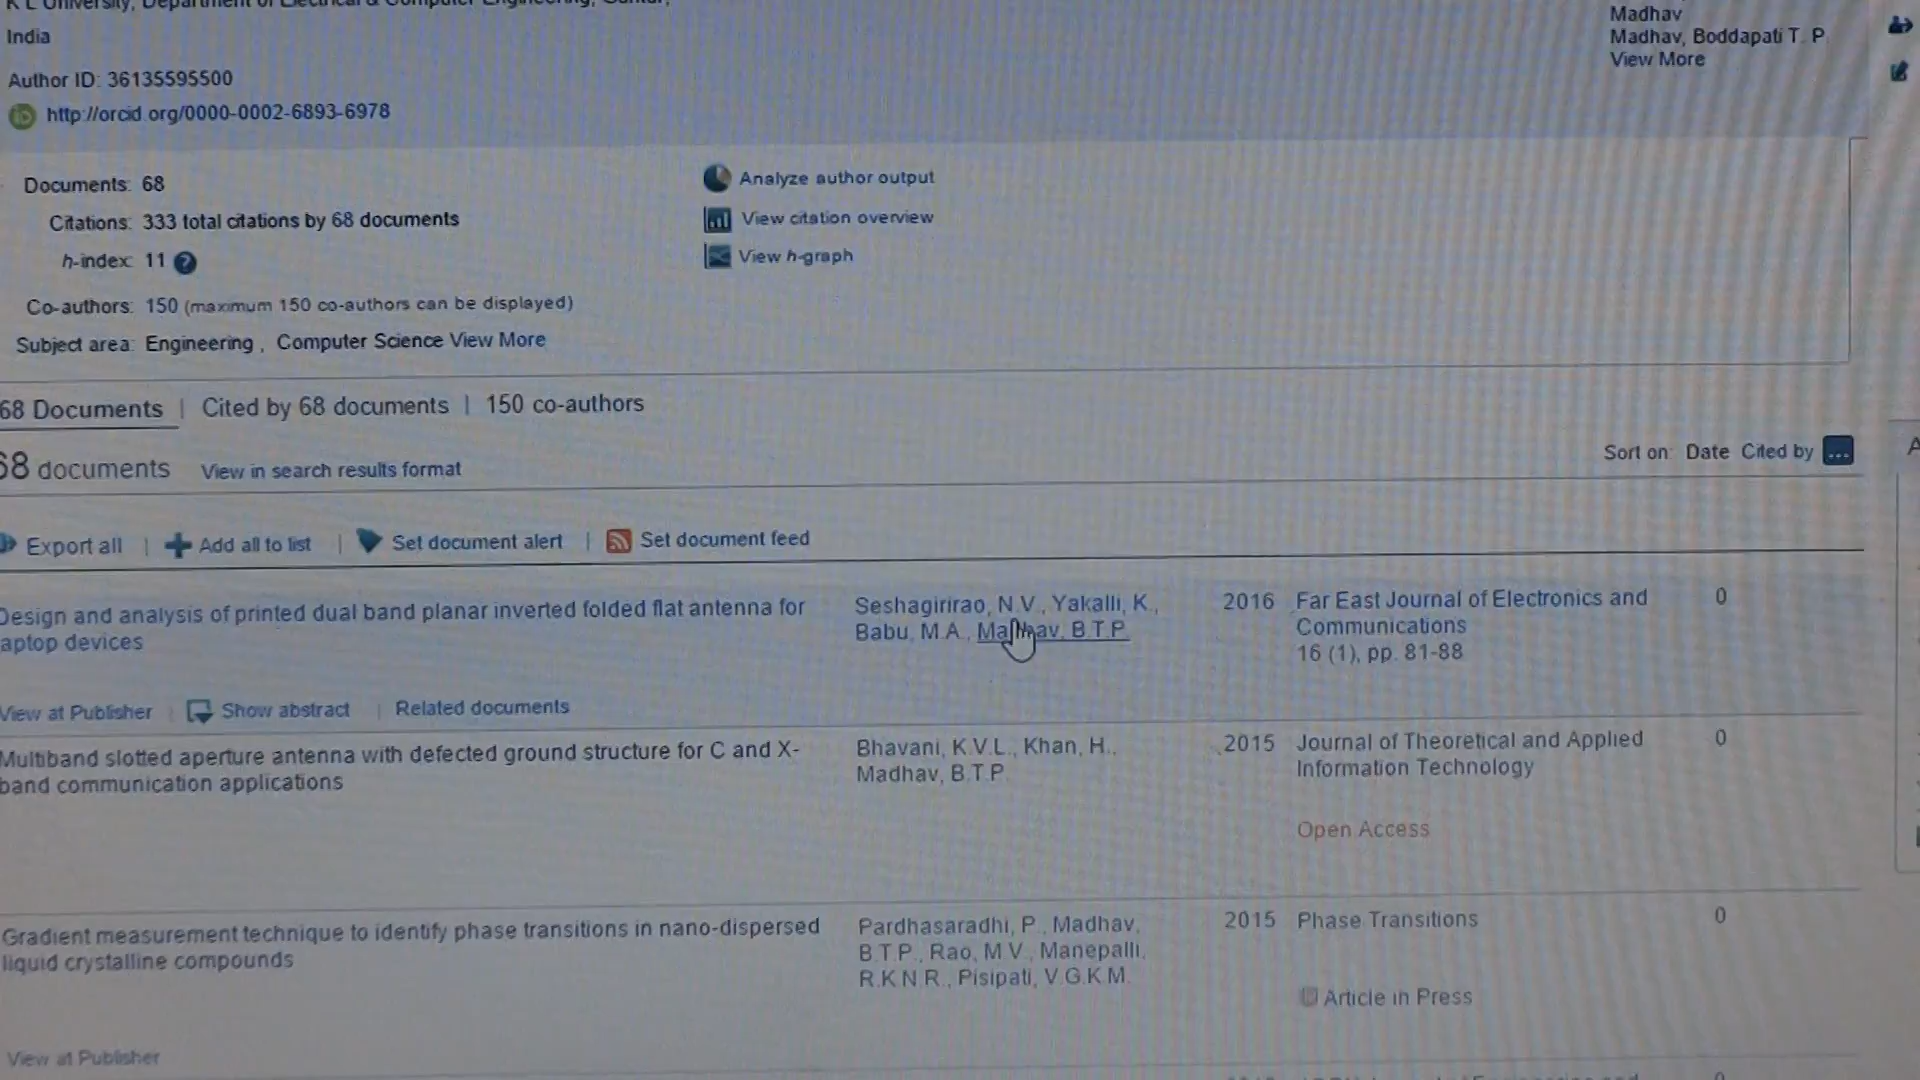 K L University, Department of Electrical & Computer Engineering, Guntur,
India
Author ID: 36135595500
iD http://orcid.org/0000-0002-6893-6978
Madhav
Madhav, Boddapati T. P.
View More
Documents: 68
Citations: 333 total citations by 68 documents
h-index: 11 ?
Co-authors: 150 (maximum 150 co-authors can be displayed)
Subject area: Engineering , Computer Science View More
Analyze author output
View citation overview
View h-graph
68 Documents | Cited by 68 documents | 150 co-authors
68 documents View in search results format
Sort on: Date Cited by ...
Export all | Add all to list | Set document alert | Set document feed
Design and analysis of printed dual band planar inverted folded flat antenna for
laptop devices
Seshagirirao, N.V., Yakalli, K.,
Babu, M.A., Madhav, B.T.P.
2016
Far East Journal of Electronics and
Communications
16 (1), pp. 81-88
0
View at Publisher | Show abstract | Related documents
Multiband slotted aperture antenna with defected ground structure for C and X-
band communication applications
Bhavani, K.V.L., Khan, H.,
Madhav, B.T.P.
2015
Journal of Theoretical and Applied
Information Technology
Open Access
0
Gradient measurement technique to identify phase transitions in nano-dispersed
liquid crystalline compounds
Pardhasaradhi, P., Madhav,
B.T.P., Rao, M.V., Manepalli,
R.K.N.R., Pisipati, V.G.K.M.
2015
Phase Transitions
Article in Press
0
View at Publisher